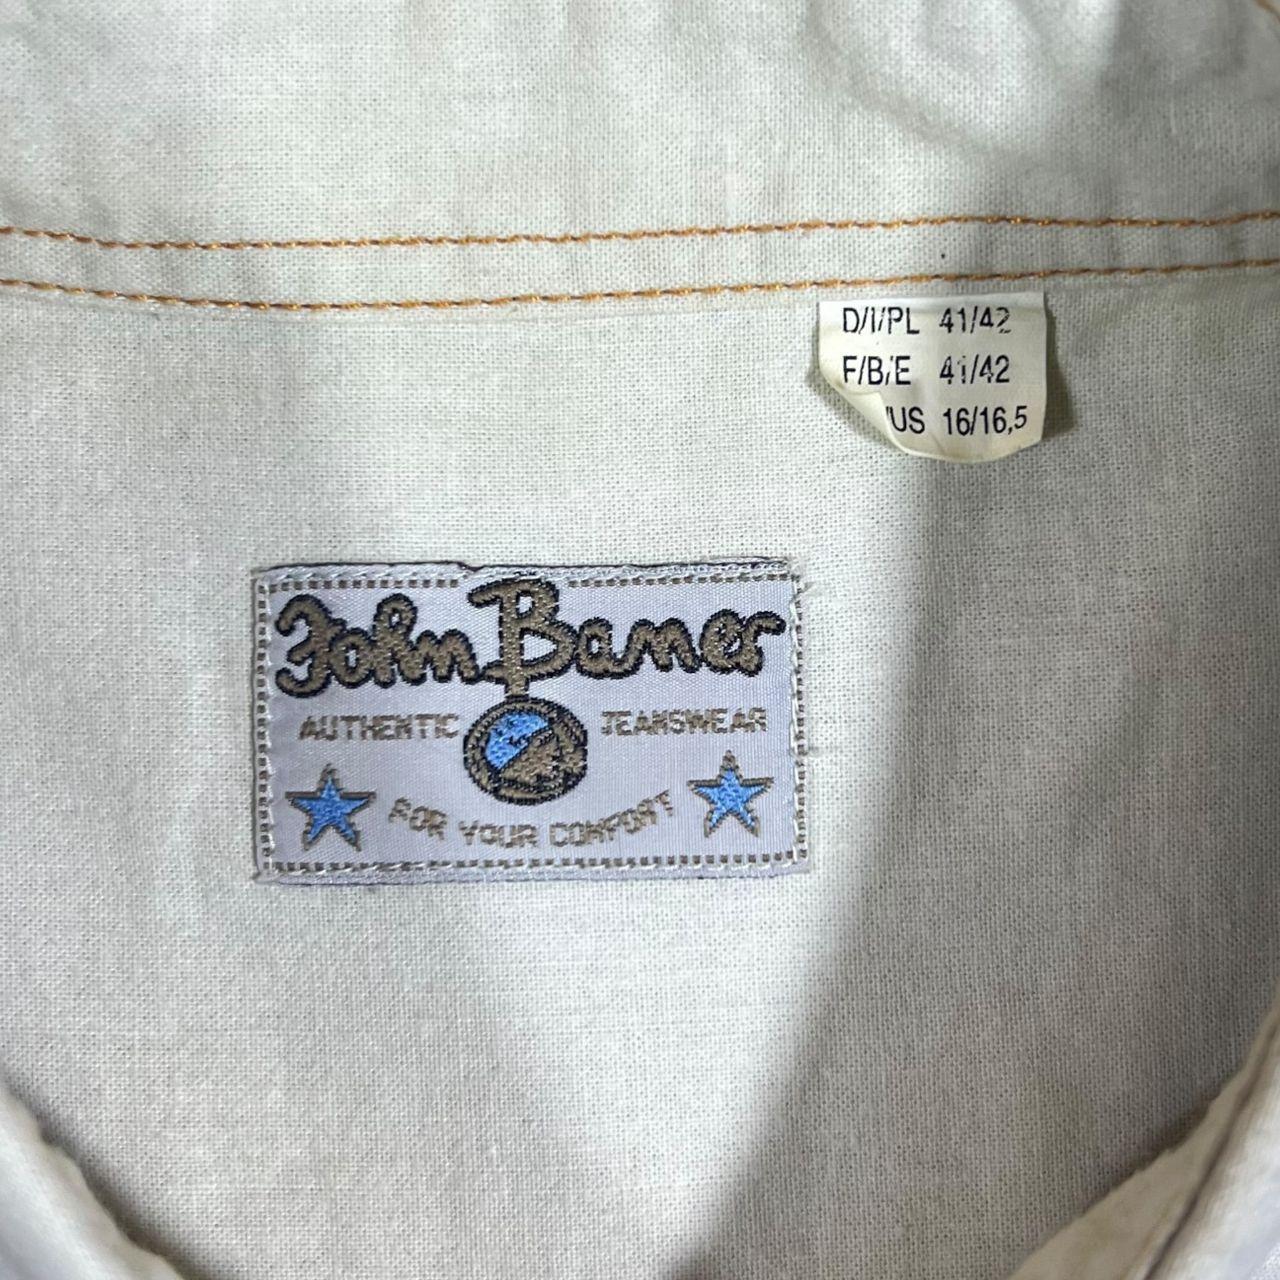 D/I/PL 41/42
F/B/E 41/42
/US 16/16,5
John Baner
AUTHENTIC JEANSWEAR
FOR YOUR COMFORT